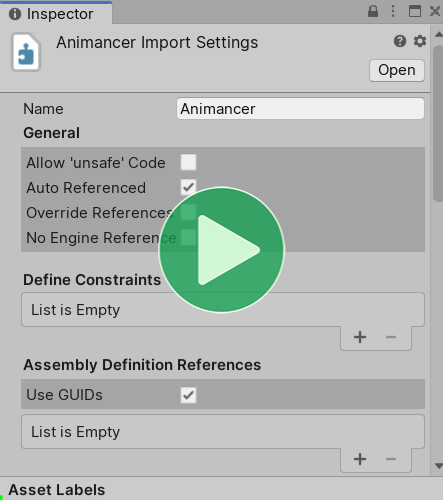 Inspector
Animancer Import Settings
Open
Name Animancer
General
Allow 'unsafe' Code
Auto Referenced
Override References
No Engine Reference
Define Constraints
List is Empty
Assembly Definition References
Use GUIDs
List is Empty
Asset Labels